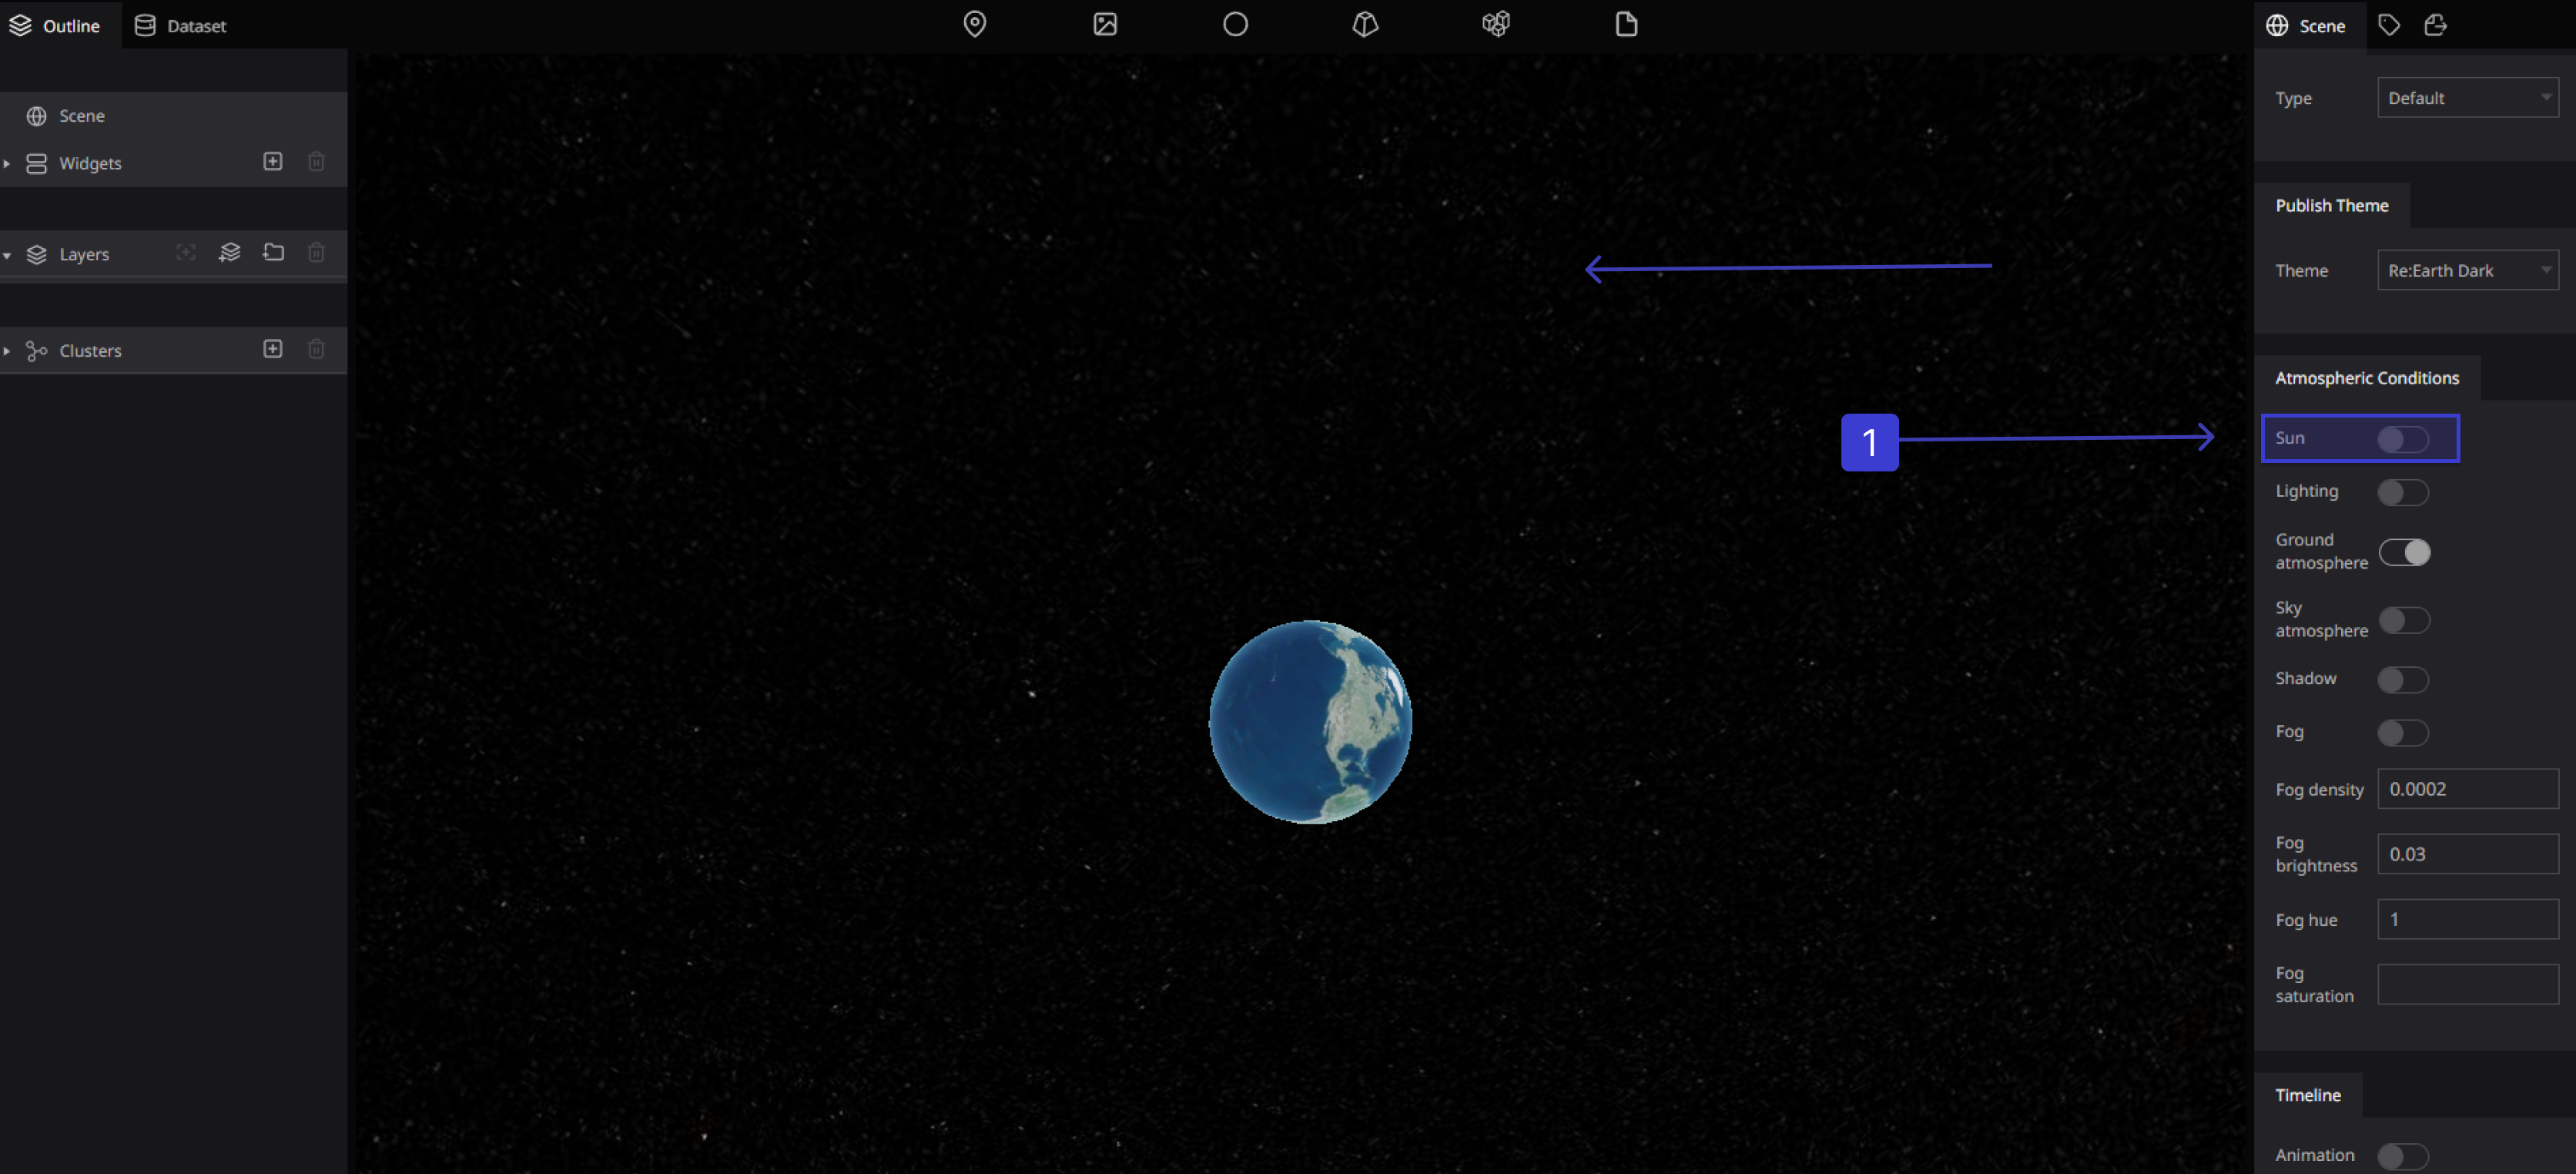 Outline
Dataset
Scene
Widgets
Layers
Clusters
1
Scene
Type
Default
Publish Theme
Theme
Re:Earth Dark
Atmospheric Conditions
Sun
Lighting
Ground
atmosphere
Sky
atmosphere
Shadow
Fog
Fog density
0.0002
Fog
brightness
0.03
Fog hue
1
Fog
saturation
Timeline
Animation